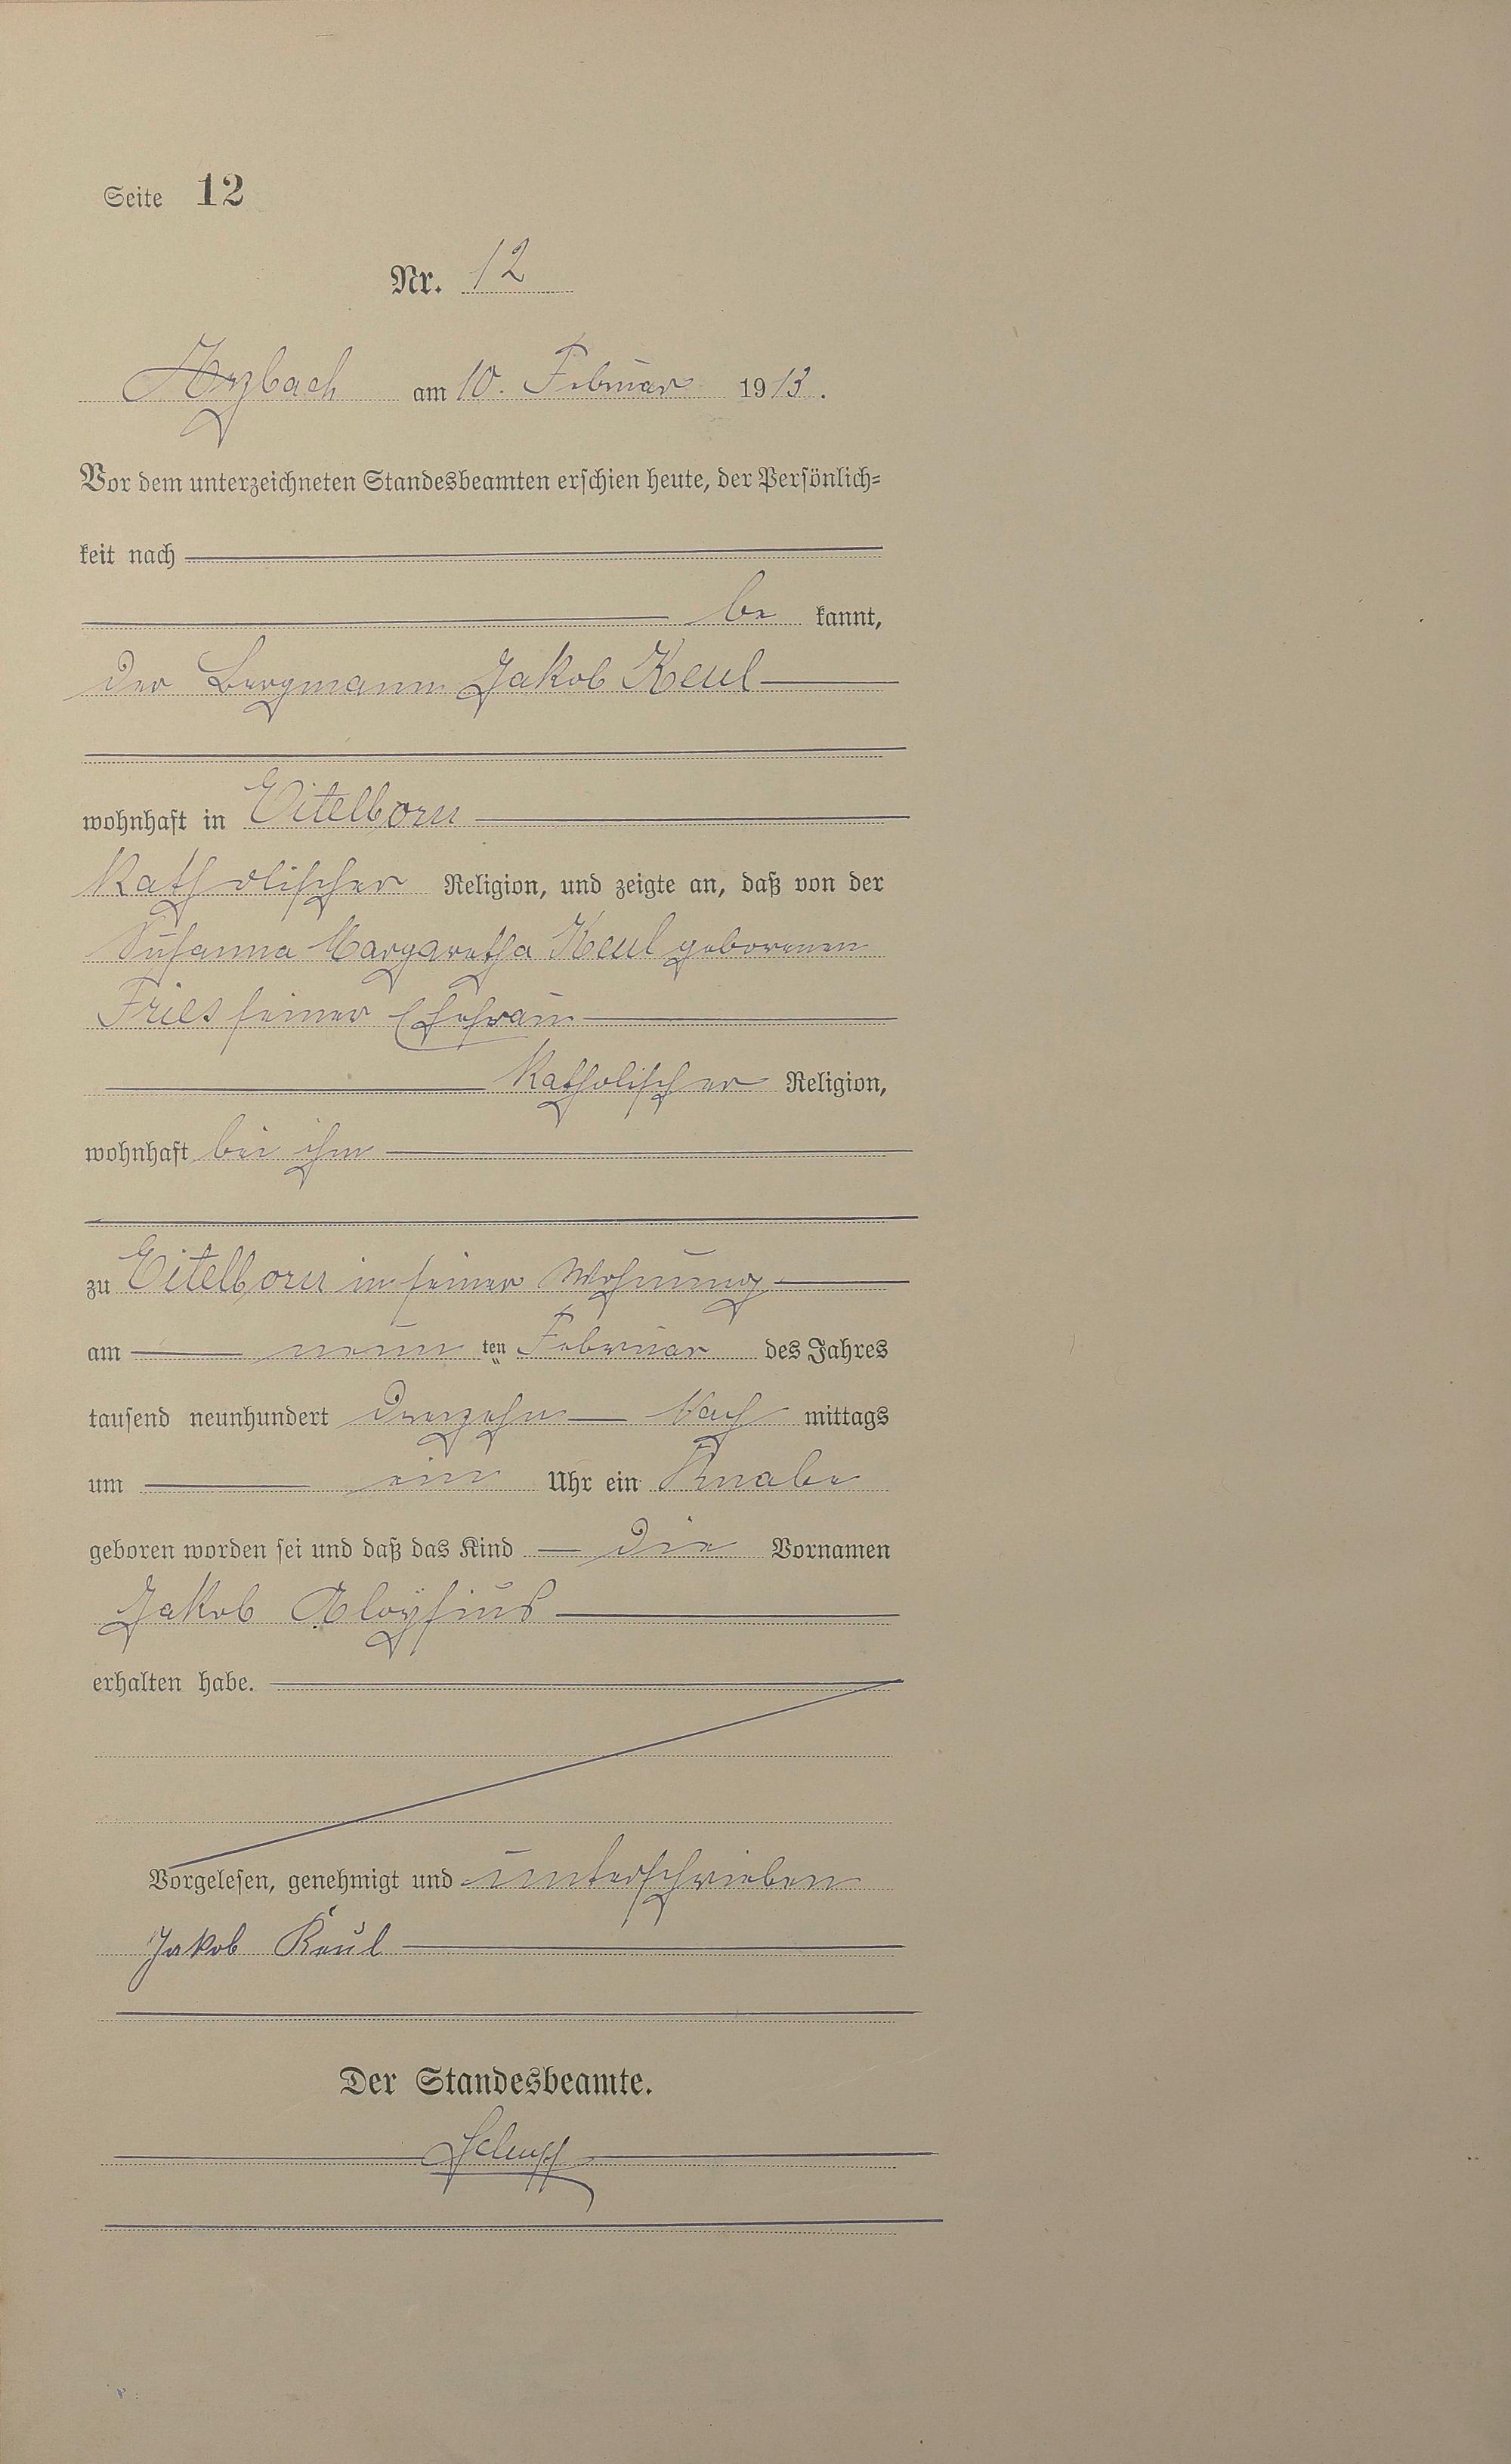 Seite 12
Nr. 12
Arzbach am 10. Februar 1913.
Vor dem unterzeichneten Standesbeamten erschien heute, der Persönlich=
keit nach
be kannt,
der Bergmann Jakob Keul
wohnhaft in Eitelborn
katholischer Religion, und zeigte an, daß von der
Susanna Margaretha Keul geborenen
Fries seiner Ehefrau
katholischer Religion,
wohnhaft bei ihm
zu Eitelborn in seiner Wohnung
am neun ten Februar des Jahres
tausend neunhundert dreizehn Nach mittags
um ein Uhr ein Knabe
geboren worden sei und daß das Kind die Vornamen
Jakob Aloysius
erhalten habe.
Vorgelesen, genehmigt und unterschrieben
Jakob Keul
Der Standesbeamte.